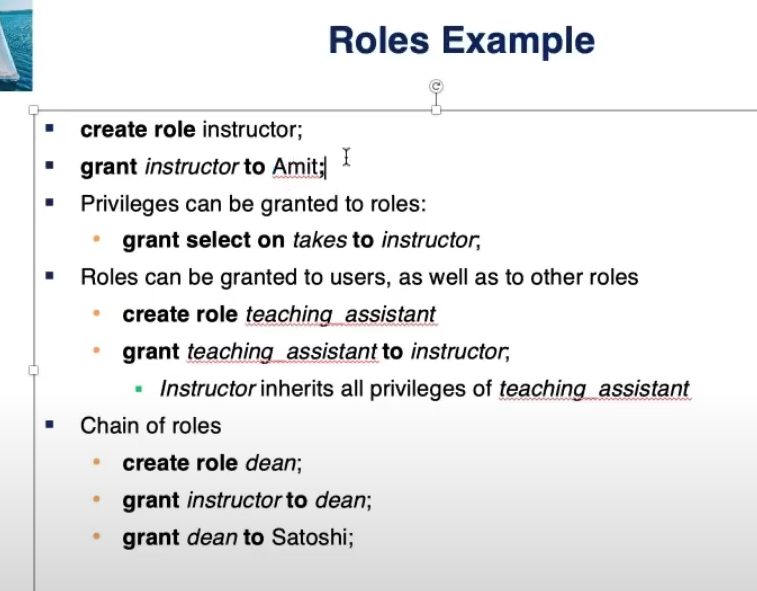 Roles Example
create role instructor;
grant instructor to Amit;
Privileges can be granted to roles:
grant select on takes to instructor;
Roles can be granted to users, as well as to other roles
create role teaching_assistant
grant teaching_assistant to instructor;
Instructor inherits all privileges of teaching_assistant
Chain of roles
create role dean;
grant instructor to dean;
grant dean to Satoshi;